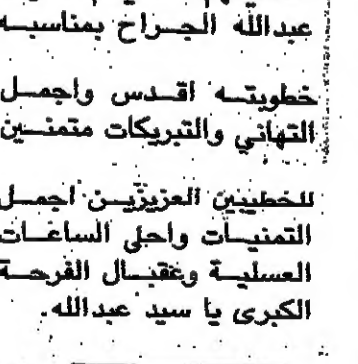 عبدالله الجراح بمناسبه
خطوبته اقدس واجمل
التهاني والتبريكات متمنين
للخطيبين العزيزين اجمل
التمنيات واحلى الساعات
العسلية وعقبال الفرحة
الكبرى يا سيد عبدالله.